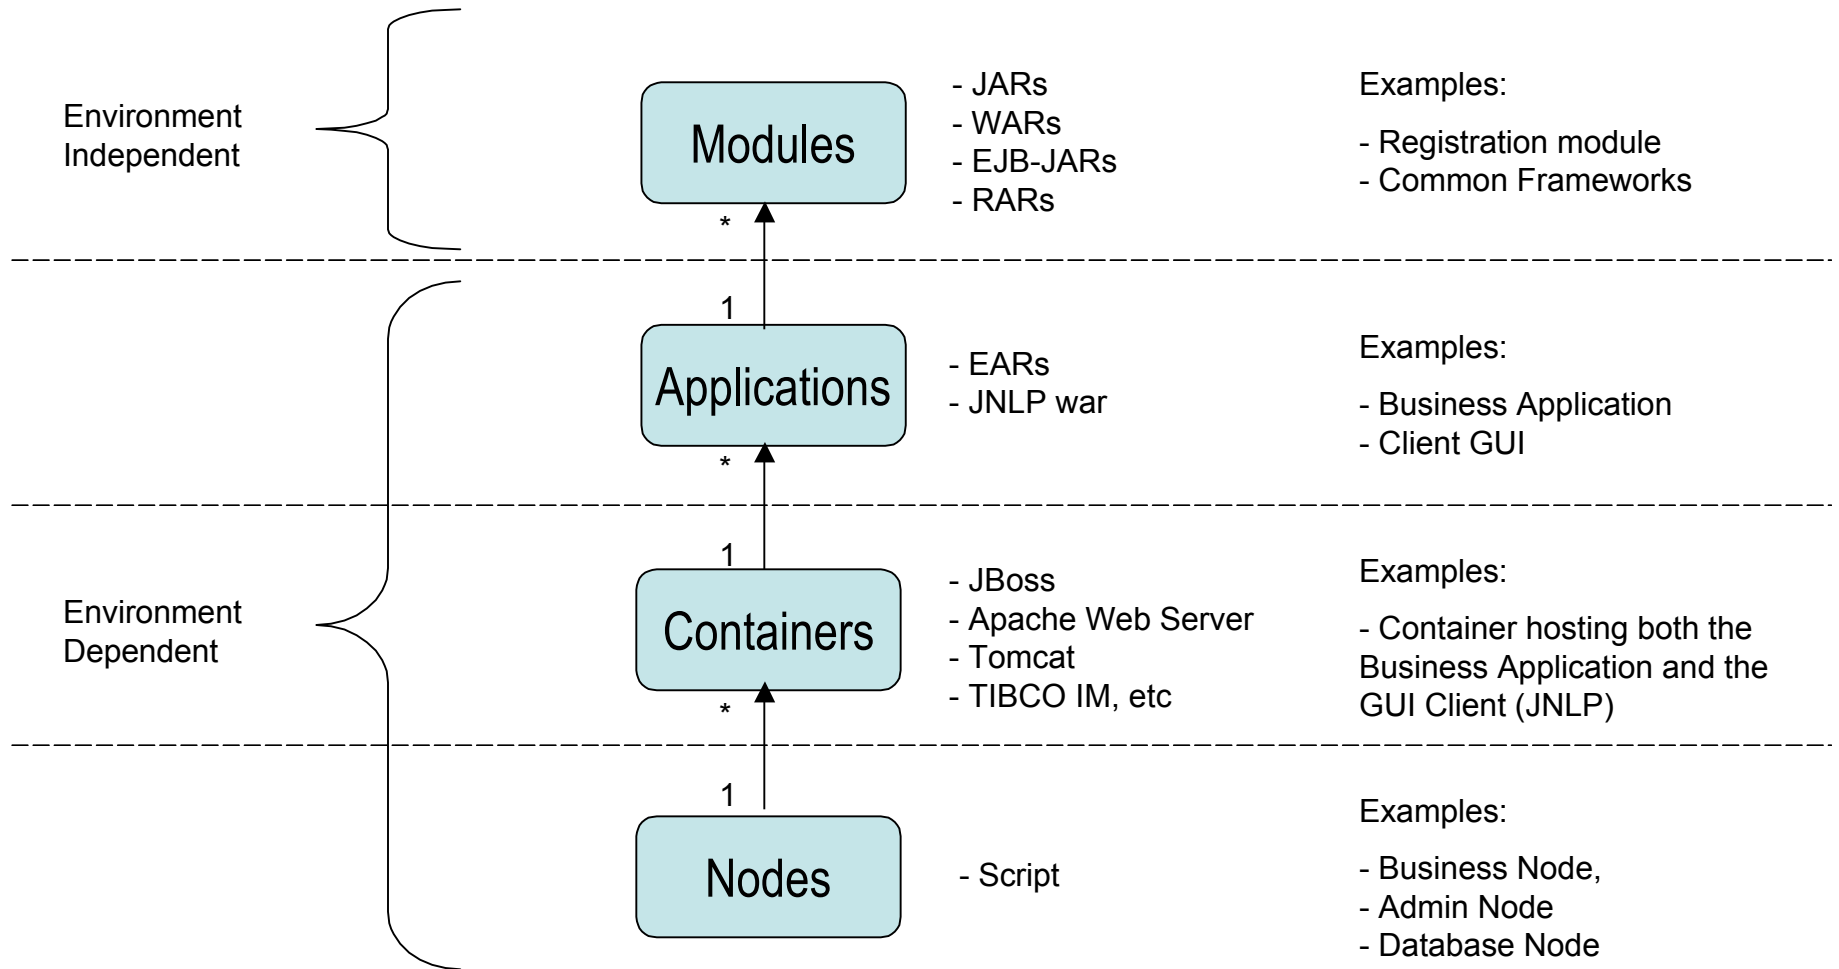 Environment
Independent
Modules
- JARs
- WARs
- EJB-JARs
- RARs
Examples:
- Registration module
- Common Frameworks
*
1
Applications
- EARs
- JNLP war
Examples:
- Business Application
- Client GUI
*
1
Environment
Dependent
Containers
- JBoss
- Apache Web Server
- Tomcat
- TIBCO IM, etc
Examples:
- Container hosting both the
Business Application and the
GUI Client (JNLP)
*
1
Nodes
- Script
Examples:
- Business Node,
- Admin Node
- Database Node